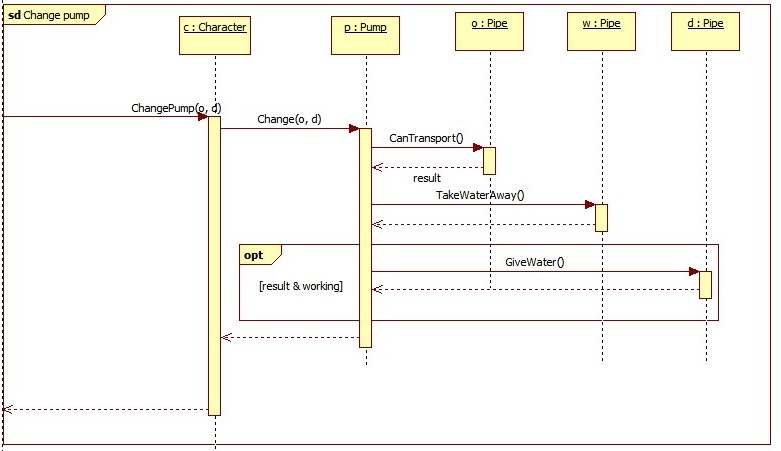 sd Change pump
c : Character
p : Pump
o : Pipe
w : Pipe
d : Pipe
ChangePump(o, d)
Change(o, d)
CanTransport()
result
TakeWaterAway()
opt
GiveWater()
[result & working]